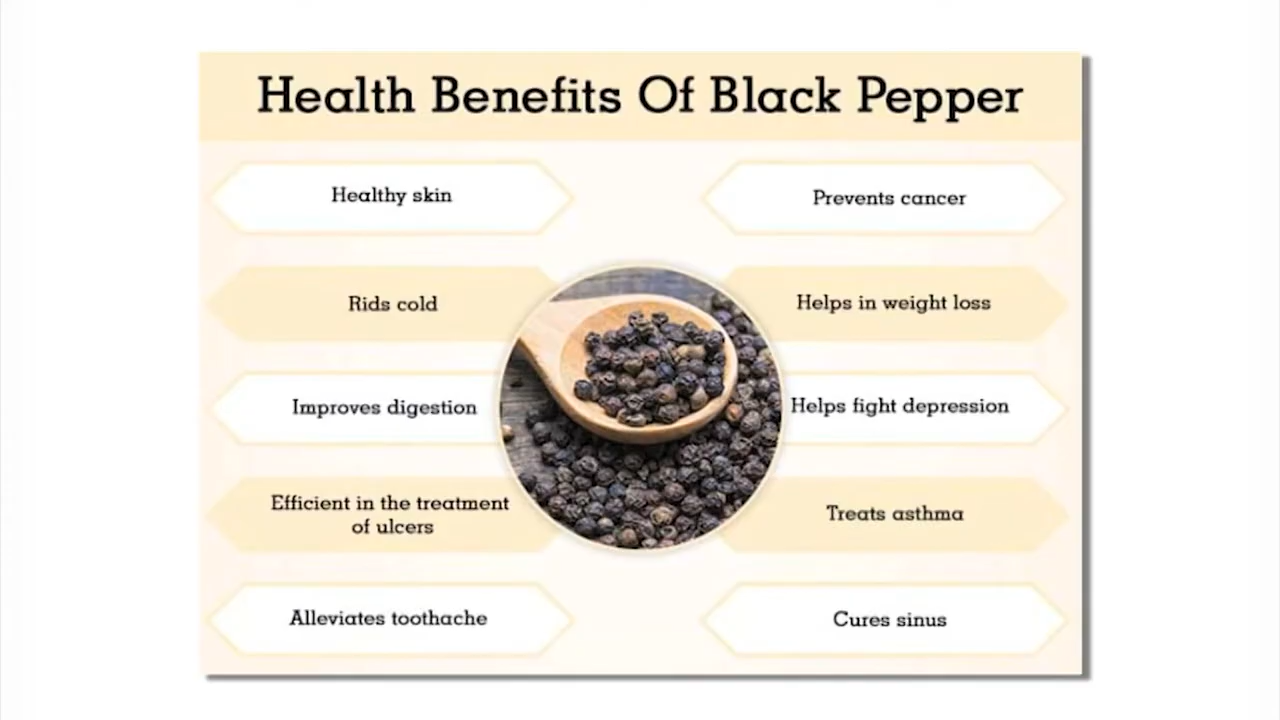 Health Benefits Of Black Pepper
Healthy skin
Rids cold
Improves digestion
Efficient in the treatment
of ulcers
Alleviates toothache
Prevents cancer
Helps in weight loss
Helps fight depression
Treats asthma
Cures sinus